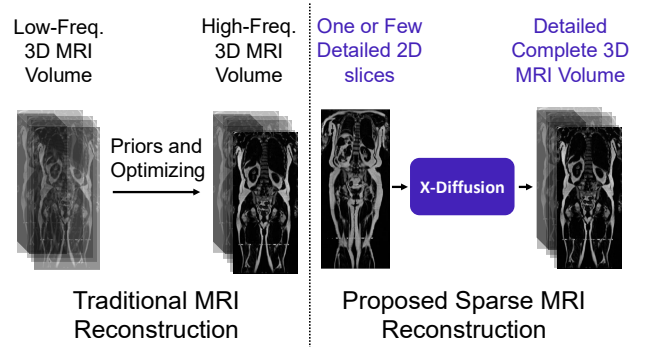 Low-Freq.
3D MRI
Volume
High-Freq.
3D MRI
Volume
Priors and
Optimizing
Traditional MRI
Reconstruction
One or Few
Detailed 2D
slices
X-Diffusion
Detailed
Complete 3D
MRI Volume
Proposed Sparse MRI
Reconstruction